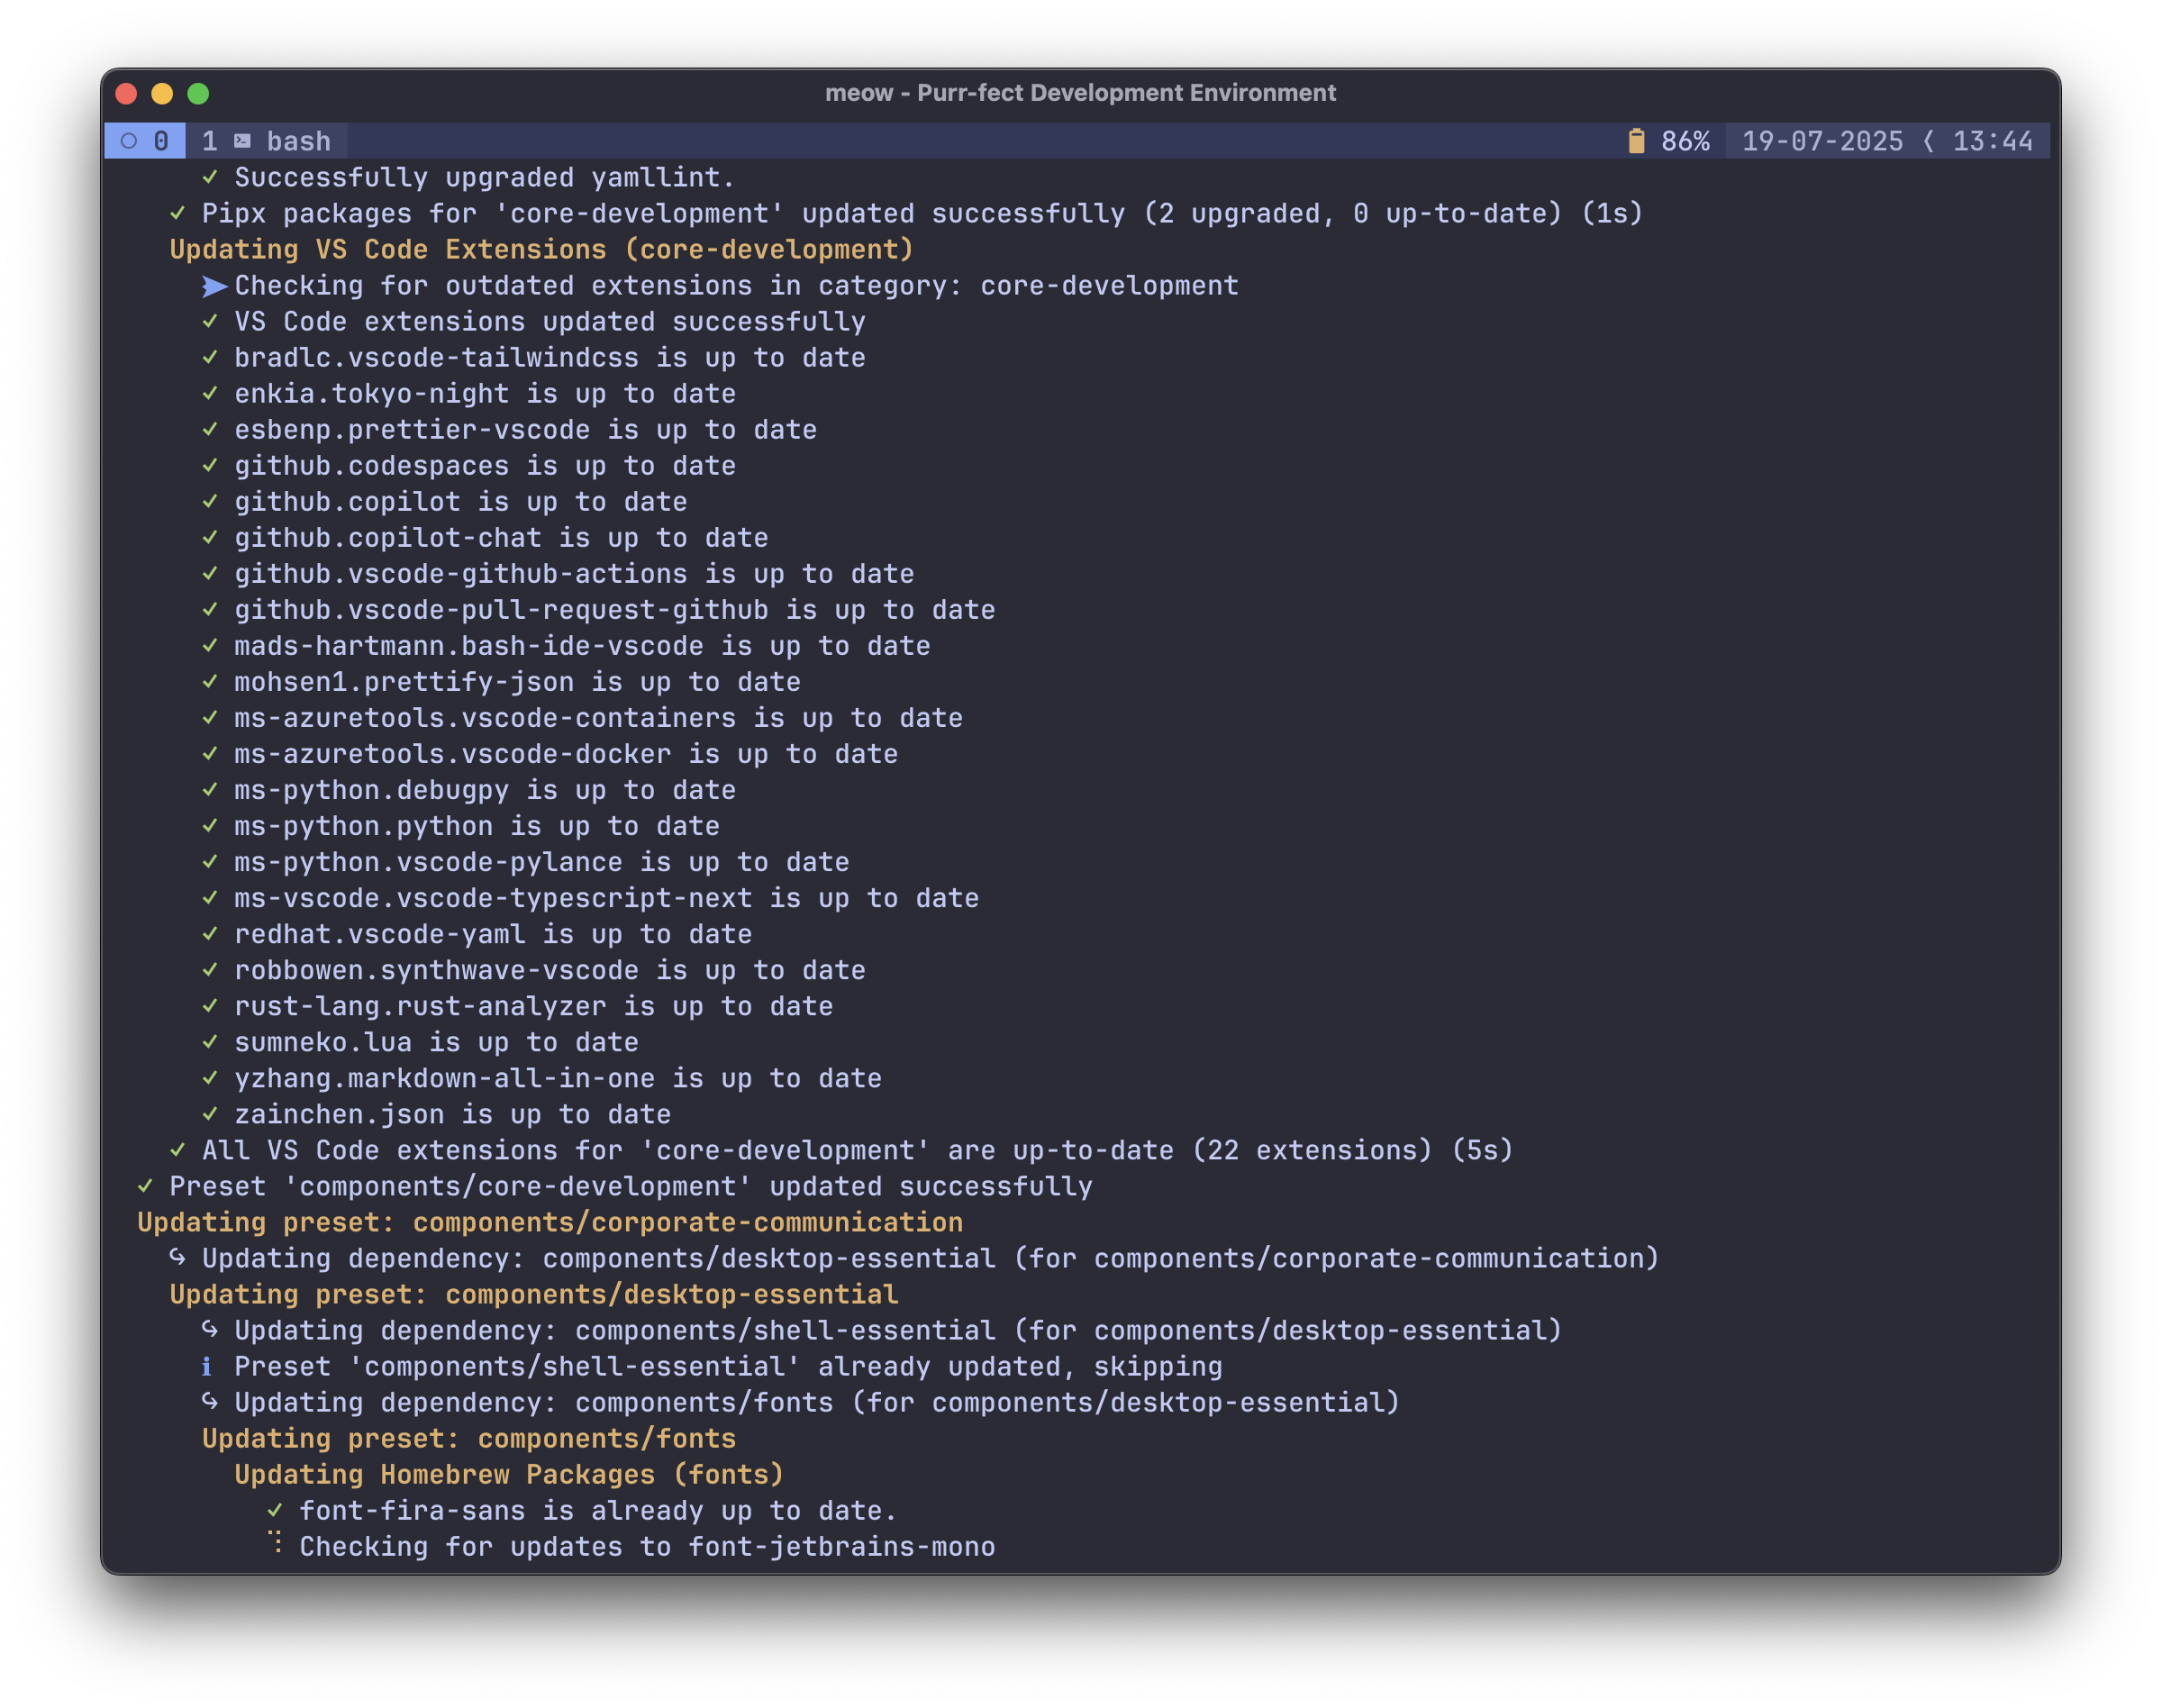 meow - Purr-fect Development Environment
0 1 bash 86% 19-07-2025 13:44
✓ Successfully upgraded yamllint.
✓ Pipx packages for 'core-development' updated successfully (2 upgraded, 0 up-to-date) (1s)
Updating VS Code Extensions (core-development)
➤ Checking for outdated extensions in category: core-development
✓ VS Code extensions updated successfully
✓ bradlc.vscode-tailwindcss is up to date
✓ enkia.tokyo-night is up to date
✓ esbenp.prettier-vscode is up to date
✓ github.codespaces is up to date
✓ github.copilot is up to date
✓ github.copilot-chat is up to date
✓ github.vscode-github-actions is up to date
✓ github.vscode-pull-request-github is up to date
✓ mads-hartmann.bash-ide-vscode is up to date
✓ mohsen1.prettify-json is up to date
✓ ms-azuretools.vscode-containers is up to date
✓ ms-azuretools.vscode-docker is up to date
✓ ms-python.debugpy is up to date
✓ ms-python.python is up to date
✓ ms-python.vscode-pylance is up to date
✓ ms-vscode.vscode-typescript-next is up to date
✓ redhat.vscode-yaml is up to date
✓ robbowen.synthwave-vscode is up to date
✓ rust-lang.rust-analyzer is up to date
✓ sumneko.lua is up to date
✓ yzhang.markdown-all-in-one is up to date
✓ zainchen.json is up to date
✓ All VS Code extensions for 'core-development' are up-to-date (22 extensions) (5s)
✓ Preset 'components/core-development' updated successfully
Updating preset: components/corporate-communication
↪ Updating dependency: components/desktop-essential (for components/corporate-communication)
Updating preset: components/desktop-essential
↪ Updating dependency: components/shell-essential (for components/desktop-essential)
ℹ Preset 'components/shell-essential' already updated, skipping
↪ Updating dependency: components/fonts (for components/desktop-essential)
Updating preset: components/fonts
Updating Homebrew Packages (fonts)
✓ font-fira-sans is already up to date.
⠹ Checking for updates to font-jetbrains-mono